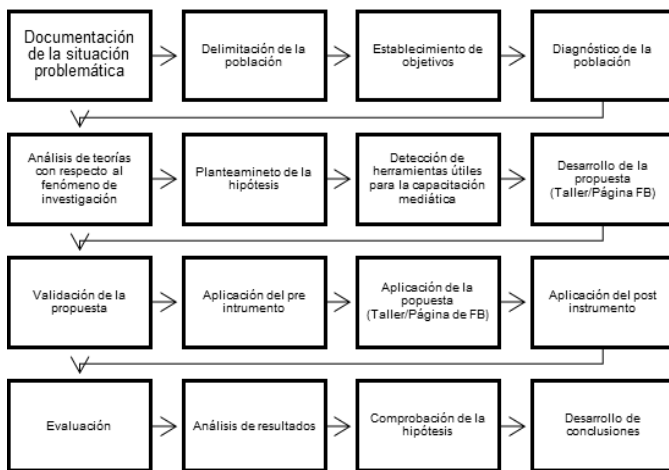 Documentación
de la situación
problemática
Delimitación de la
población
Establecimiento de
objetivos
Diagnóstico de la
población
Análisis de teorías
con respecto al
fenómeno de
investigación
Planteamineto de la
hipótesis
Detección de
herramientas útiles
para la capacitación
mediática
Desarrollo de la
propuesta
(Taller/Página FB)
Validación de la
propuesta
Aplicación del pre
intrumento
Aplicación de la
popuesta
(Taller/Página de FB)
Aplicación del post
instrumento
Evaluación
Análisis de resultados
Comprobación de la
hipótesis
Desarrollo de
conclusiones